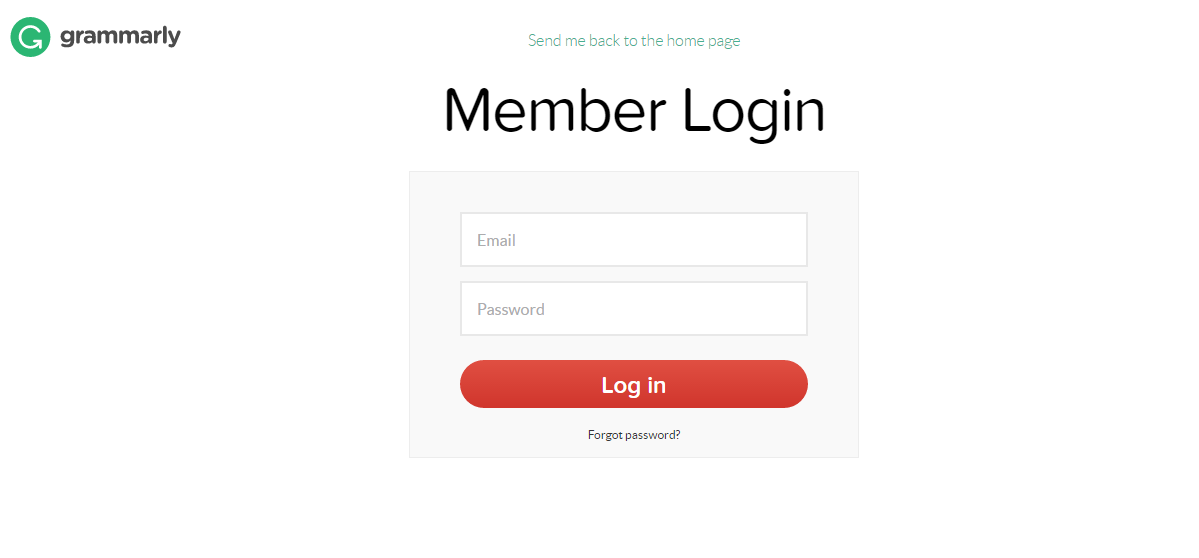 grammarly
Send me back to the home page
Member Login
Email
Password
Log in
Forgot password?